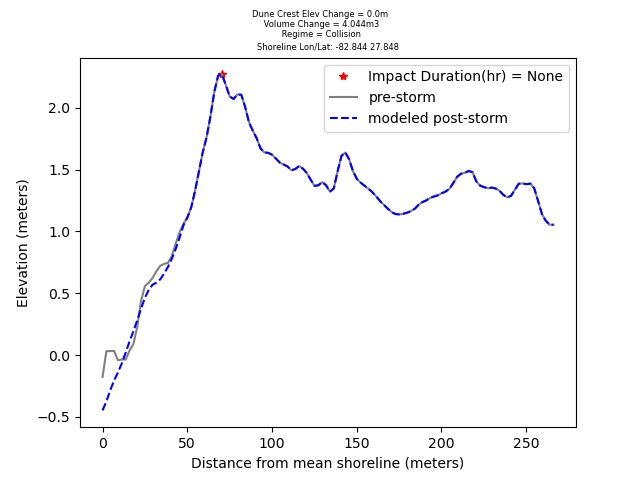 Dune Crest Elev Change = 0.0m
Volume Change = 4.044m3
Regime = Collision
Shoreline Lon/Lat: -82.844 27.848
Impact Duration(hr) = None
pre-storm
modeled post-storm
2.0
1.5
1.0
0.5
0.0
−0.5
Elevation (meters)
0 50 100 150 200 250
Distance from mean shoreline (meters)